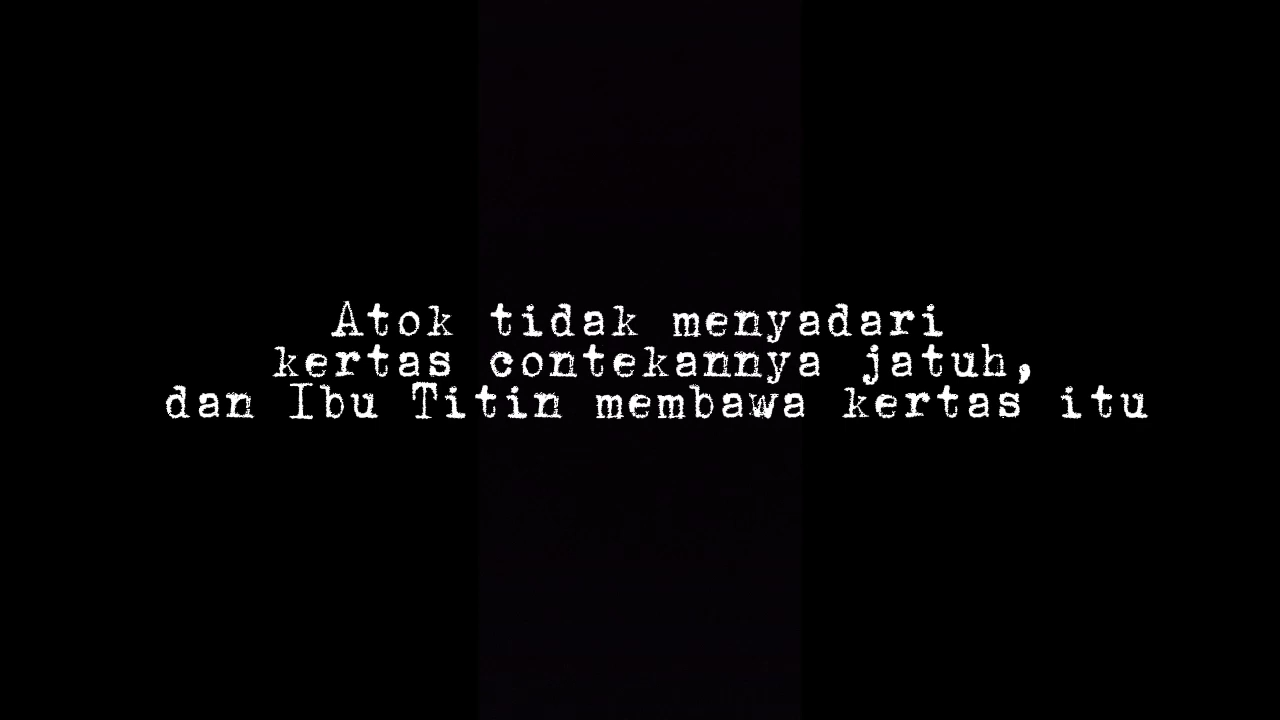 Atok tidak menyadari
kertas contekannya jatuh,
dan Ibu Titin membawa kertas itu